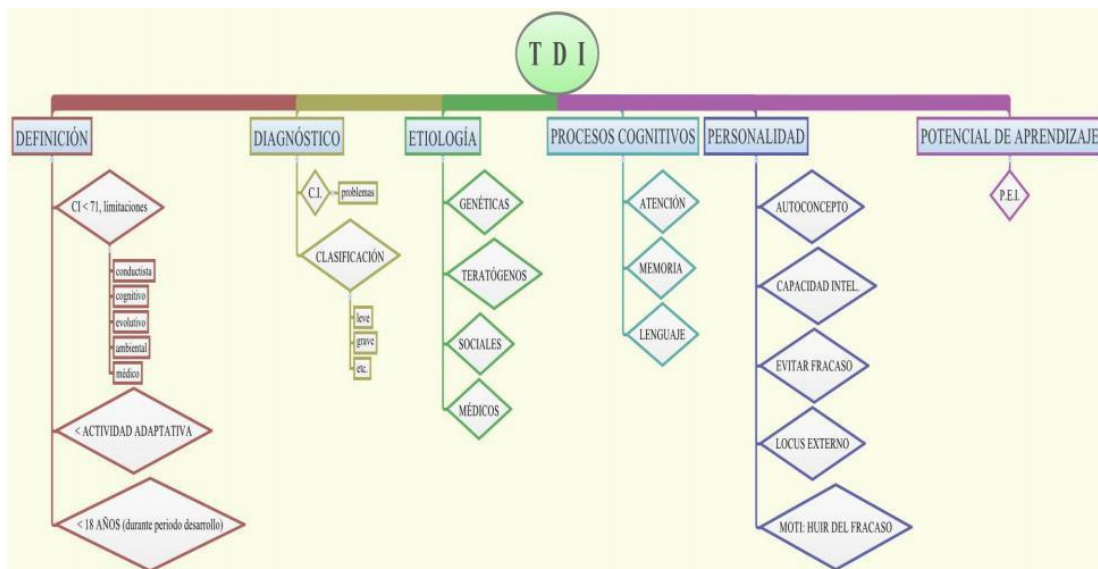 T D I
DEFINICIÓN
CI < 71, limitaciones
conductista
cognitivo
evolutivo
ambiental
médico
< ACTIVIDAD ADAPTATIVA
< 18 AÑOS (durante periodo desarrollo)
DIAGNÓSTICO
C.I.
problemas
CLASIFICACIÓN
leve
grave
etc.
ETIOLOGÍA
GENÉTICAS
TERATÓGENOS
SOCIALES
MÉDICOS
PROCESOS COGNITIVOS
ATENCIÓN
MEMORIA
LENGUAJE
PERSONALIDAD
AUTOCONCEPTO
CAPACIDAD INTEL.
EVITAR FRACASO
LOCUS EXTERNO
MOTI: HUIR DEL FRACASO
POTENCIAL DE APRENDIZAJE
P.E.I.